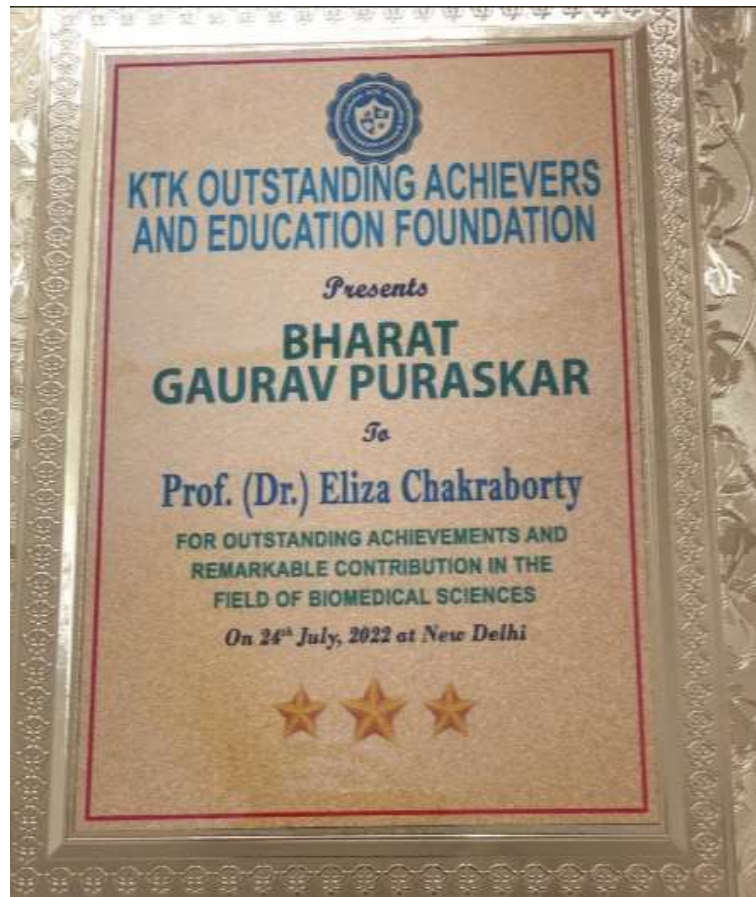 KTK OUTSTANDING ACHIEVERS
AND EDUCATION FOUNDATION
Presents
BHARAT
GAURAV PURASKAR
To
Prof. (Dr.) Eliza Chakraborty
FOR OUTSTANDING ACHIEVEMENTS AND
REMARKABLE CONTRIBUTION IN THE
FIELD OF BIOMEDICAL SCIENCES
On 24th July, 2022 at New Delhi